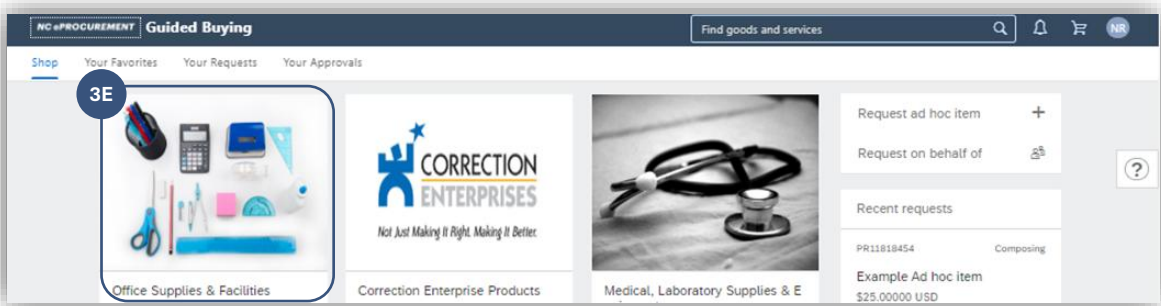 NC ePROCUREMENT Guided Buying
Find goods and services
NR
Shop Your Favorites Your Requests Your Approvals
3E
CORRECTION
ENTERPRISES
Not Just Making It Right. Making It Better.
Office Supplies & Facilities
Correction Enterprise Products
Medical, Laboratory Supplies & E
Request ad hoc item +
Request on behalf of
?
Recent requests
PR11818454 Composing
Example Ad hoc item
$25.00000 USD